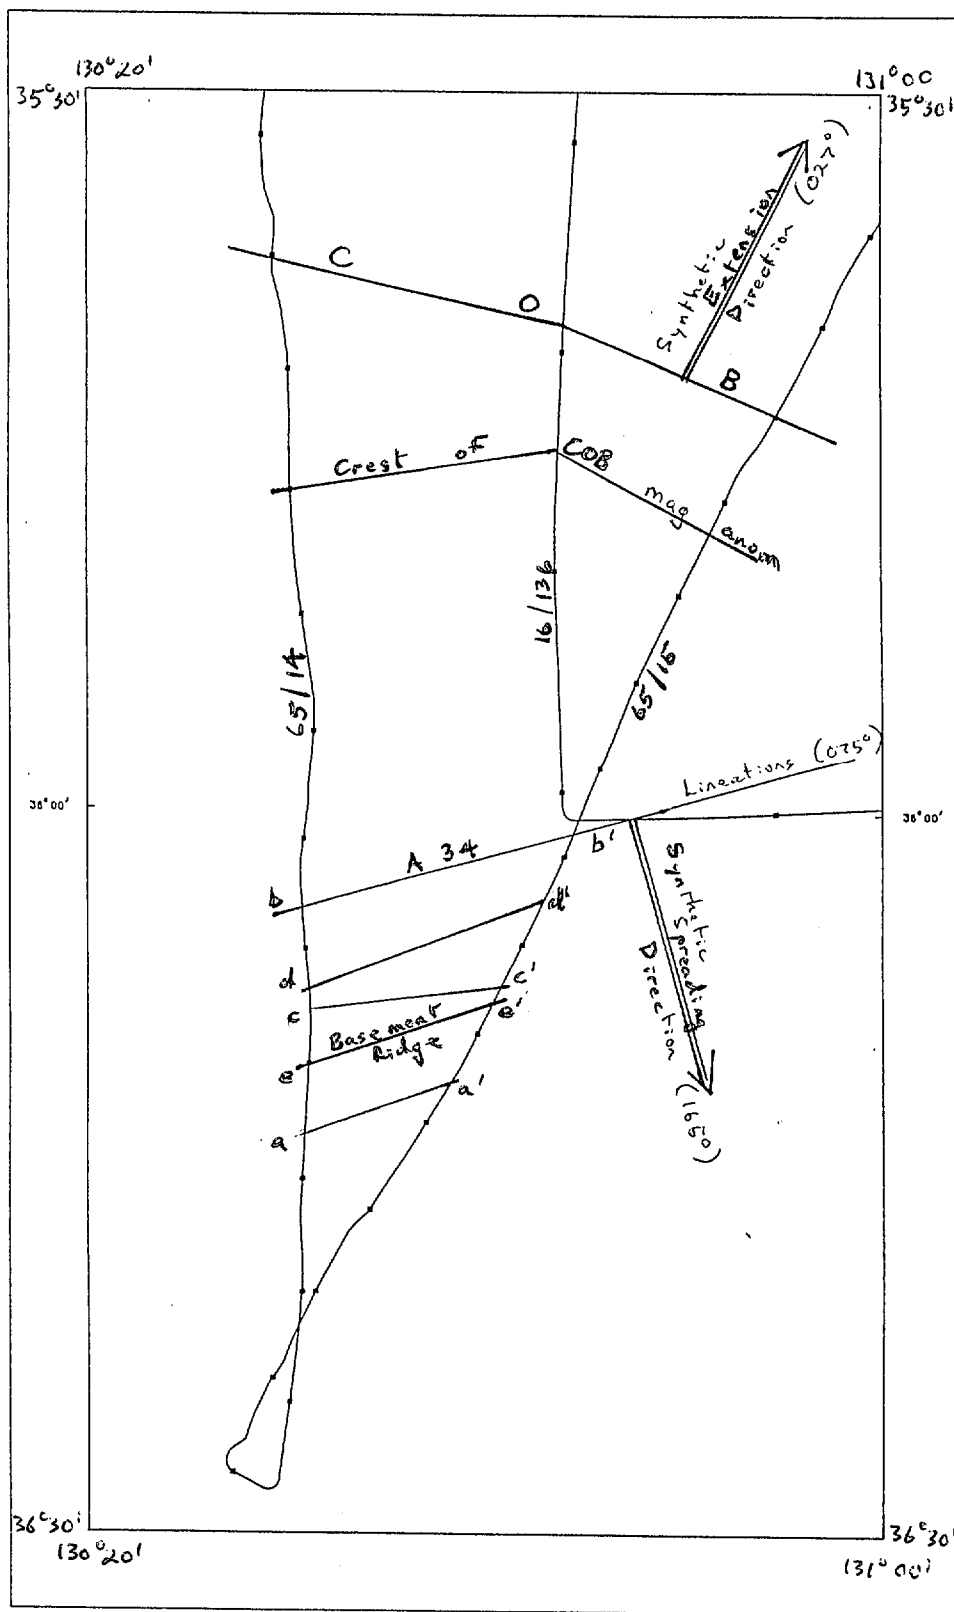 130°20'
131°00
35°30'
35°30'
Synthetic
Extension
Direction (027°)
C O B
Crest of COB mag anom
16/136
65/14
65/15
Lineations (075°)
36°00'
36°00'
A 34
b
b'
d
d'
c
c'
Basement
Ridge
e
e'
a
a'
Synthetic
Spreading
Direction (165°)
36°30'
36°30'
130°20'
131°00'